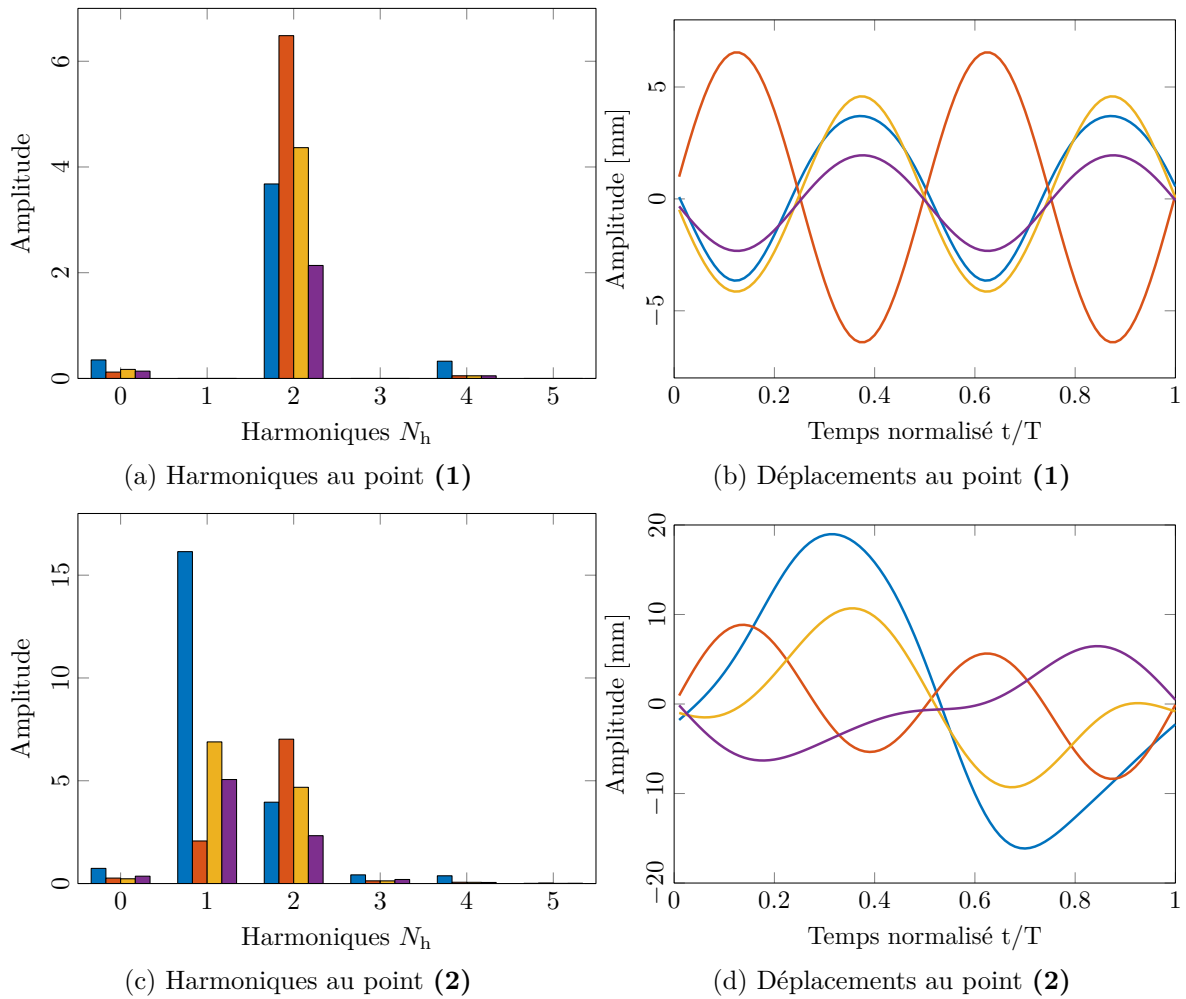 6
4
2
0
Amplitude
0 1 2 3 4 5
Harmoniques Nh
(a) Harmoniques au point (1)
5
0
−5
Amplitude [mm]
0 0.2 0.4 0.6 0.8 1
Temps normalisé t/T
(b) Déplacements au point (1)
15
10
5
0
Amplitude
0 1 2 3 4 5
Harmoniques Nh
(c) Harmoniques au point (2)
20
10
0
−10
−20
Amplitude [mm]
0 0.2 0.4 0.6 0.8 1
Temps normalisé t/T
(d) Déplacements au point (2)